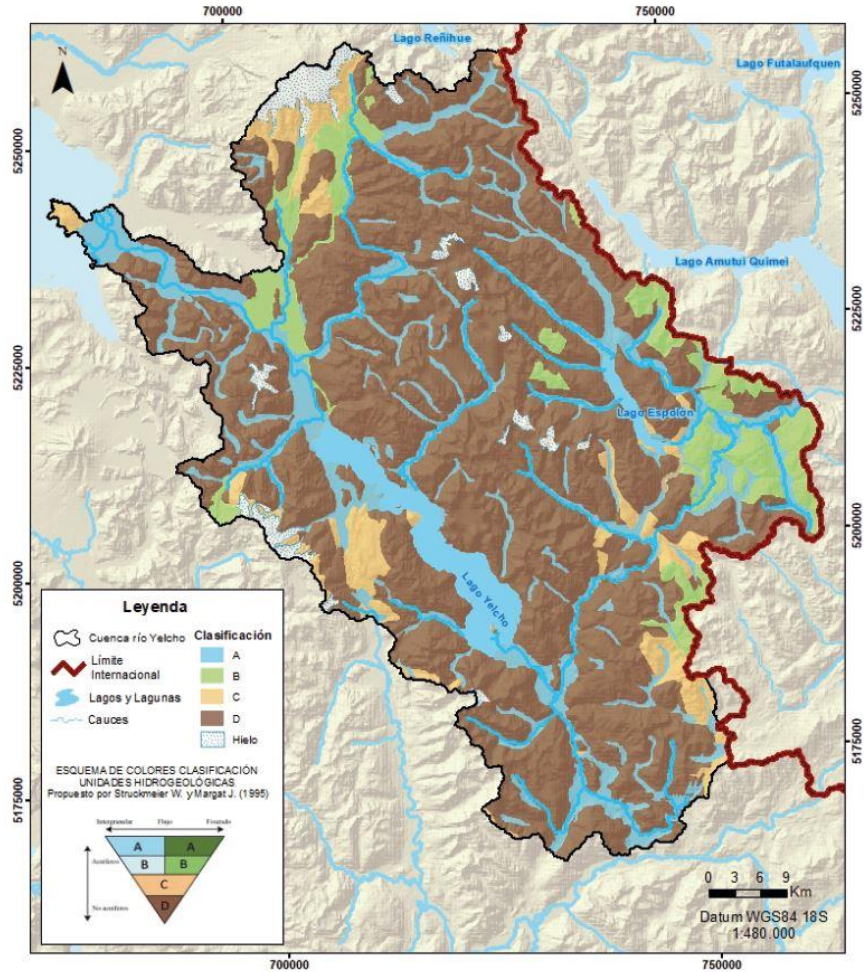 700000
750000
Lago Reñihue
Lago Futalaufquen
N
5250000
5250000
Lago Amutui Quimei
5225000
5225000
Lago Espolón
5200000
5200000
Lago Yelcho
Leyenda
Cuenca río Yelcho
Límite
Internacional
Lagos y Lagunas
Cauces
Clasificación
A
B
C
D
Hielo
ESQUEMA DE COLORES CLASIFICACIÓN
UNIDADES HIDROGEOLÓGICAS
Propuesto por Struckmeier W. y Margat J. (1995)
Intergranular Flujo Fisurado
Acuíferos
No acuíferos
A A
B B
C
D
5175000
5175000
0 3 6 9
Km
Datum WGS84 18S
1:480.000
700000
750000